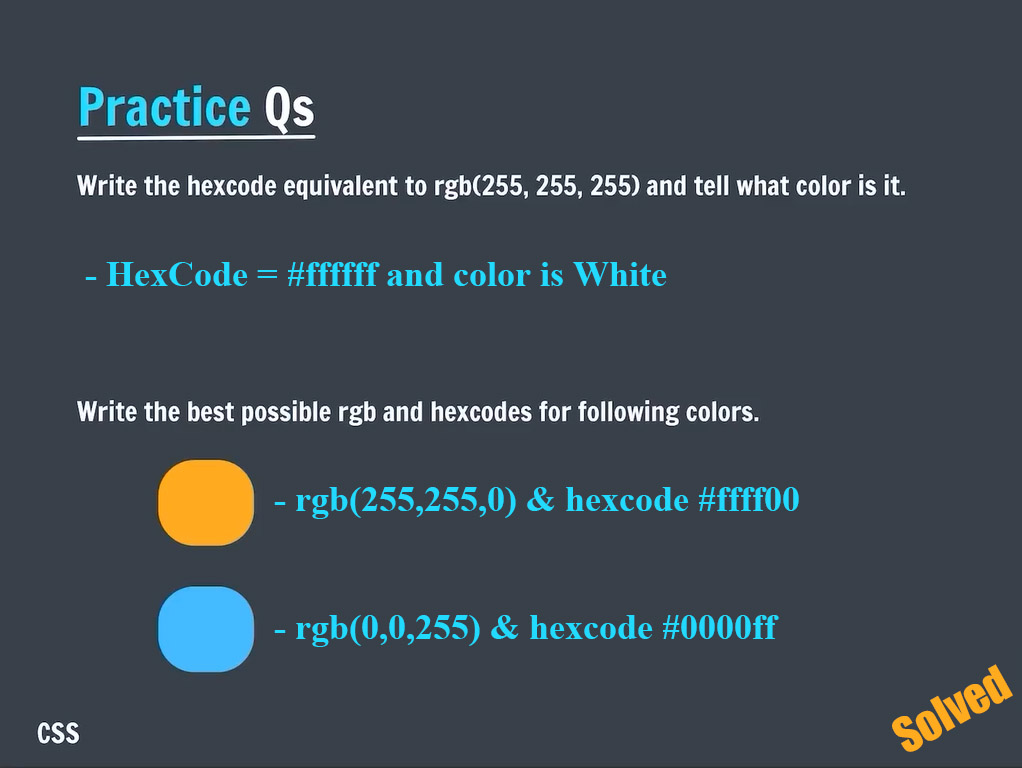 Practice Qs
Write the hexcode equivalent to rgb(255, 255, 255) and tell what color is it.
- HexCode = #ffffff and color is White
Write the best possible rgb and hexcodes for following colors.
- rgb(255,255,0) & hexcode #ffff00
- rgb(0,0,255) & hexcode #0000ff
Solved
CSS